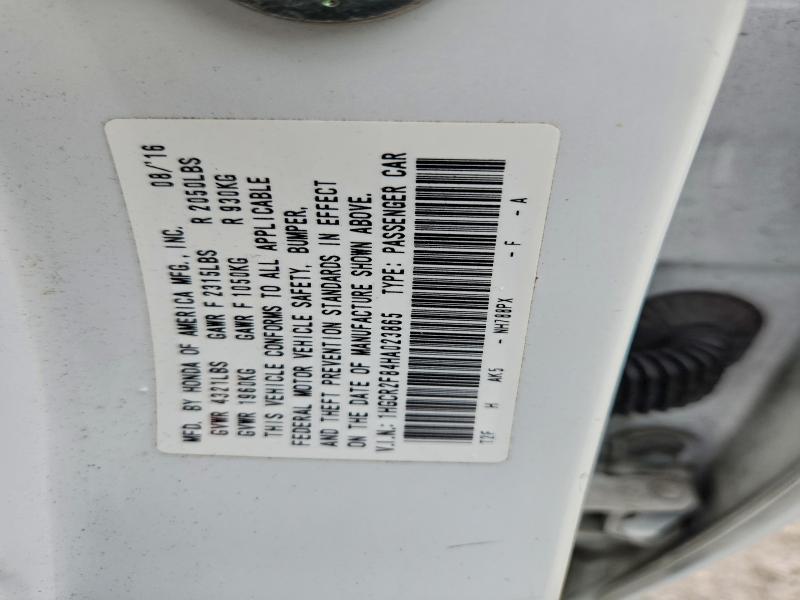 MFD. BY HONDA OF AMERICA MFG., INC. 08/'16
GVWR 4321LBS GAWR F 2315LBS R 2050LBS
GVWR 1960KG GAWR F 1050KG R 930KG
THIS VEHICLE CONFORMS TO ALL APPLICABLE
FEDERAL MOTOR VEHICLE SAFETY, BUMPER,
AND THEFT PREVENTION STANDARDS IN EFFECT
ON THE DATE OF MANUFACTURE SHOWN ABOVE.
V.I.N.: 1HGCR2F84HA023865 TYPE: PASSENGER CAR
T2F H AK5 - NH788PX - F - A